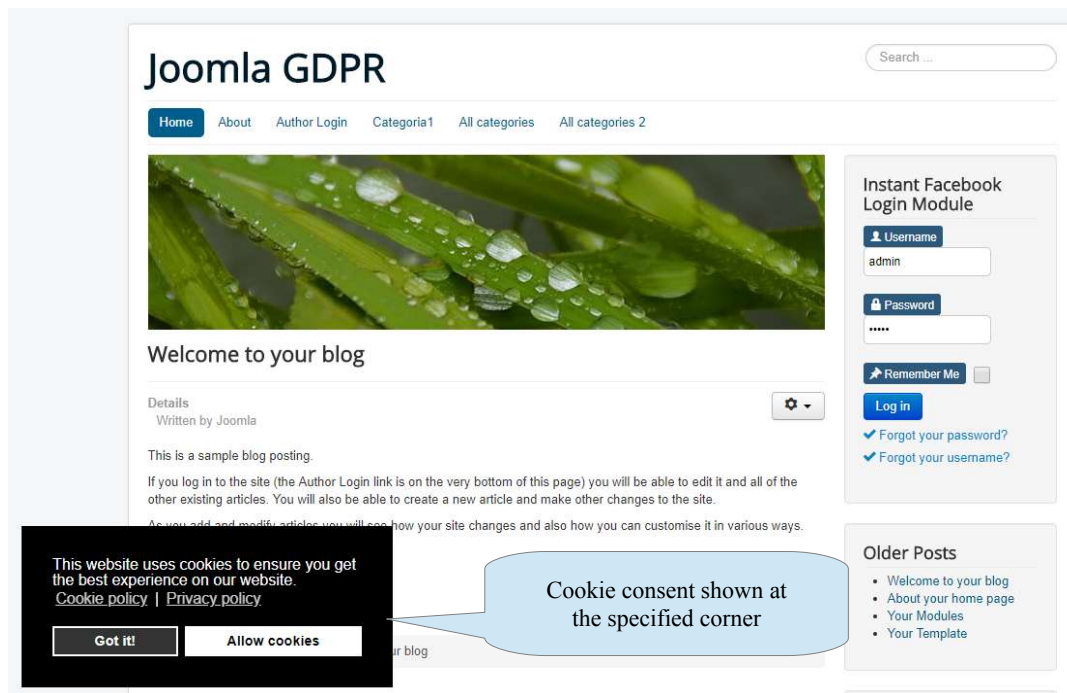 Joomla GDPR
Search ...
Home About Author Login Categoria1 All categories All categories 2
Instant Facebook
Login Module
Username
admin
Password
•••••
Remember Me
Log in
Forgot your password?
Forgot your username?
Welcome to your blog
Details
Written by Joomla
This is a sample blog posting.
If you log in to the site (the Author Login link is on the very bottom of this page) you will be able to edit it and all of the
other existing articles. You will also be able to create a new article and make other changes to the site.
As you add and modify articles you will see how your site changes and also how you can customise it in various ways.
This website uses cookies to ensure you get
the best experience on our website.
Cookie policy | Privacy policy
Got it! Allow cookies
Cookie consent shown at
the specified corner
ur blog
Older Posts
Welcome to your blog
About your home page
Your Modules
Your Template